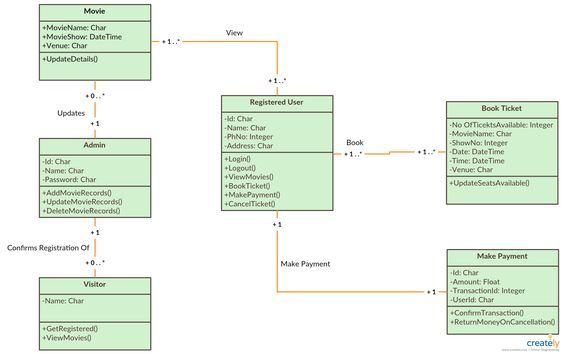 Movie
+MovieName: Char
+MovieShow: DateTime
+Venue: Char
+UpdateDetails()
+ 1..*
View
+ 1..*
+ 0..*
Updates
+ 1
Admin
-Id: Char
-Name: Char
-Password: Char
+AddMovieRecords()
+UpdateMovieRecords()
+DeleteMovieRecords()
+ 1
Confirms Registration Of
+ 0..*
Visitor
-Name: Char
+GetRegistered()
+ViewMovies()
Registered User
-Id: Char
-Name: Char
-PhNo: Integer
-Address: Char
+Login()
+Logout()
+ViewMovies()
+BookTicket()
+MakePayment()
+CancelTicket()
Book
+ 1..*
+ 1..*
Book Ticket
-No OfTicektsAvailable: Integer
-MovieName: Char
-ShowNo: Integer
-Date: DateTime
-Time: DateTime
-Venue: Char
+UpdateSeatsAvailable()
+ 1
Make Payment
+ 1
Make Payment
-Id: Char
-Amount: Float
-TransactionId: Integer
-UserId: Char
+ConfirmTransaction()
+ReturnMoneyOnCancellation()
creately